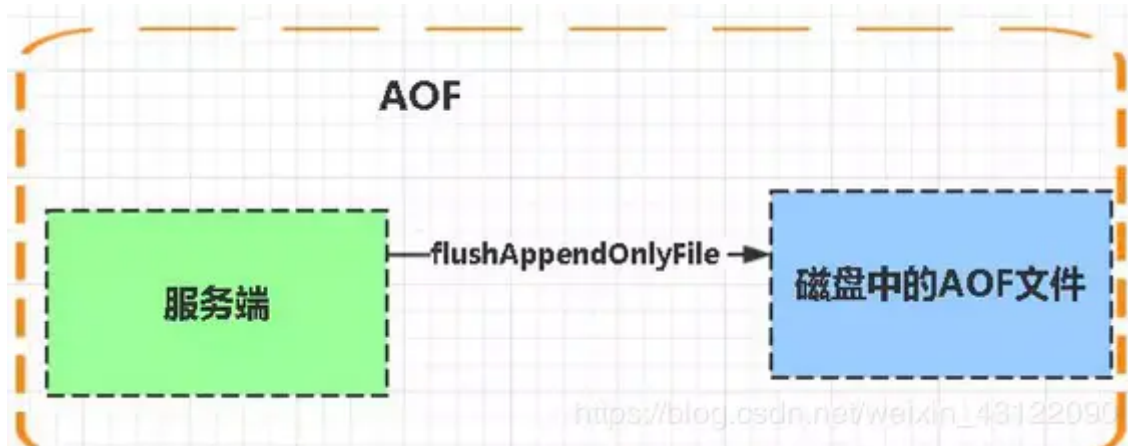 AOF
flushAppendOnlyFile
服务端
磁盘中的AOF文件
https://blog.csdn.net/weixin_43122090